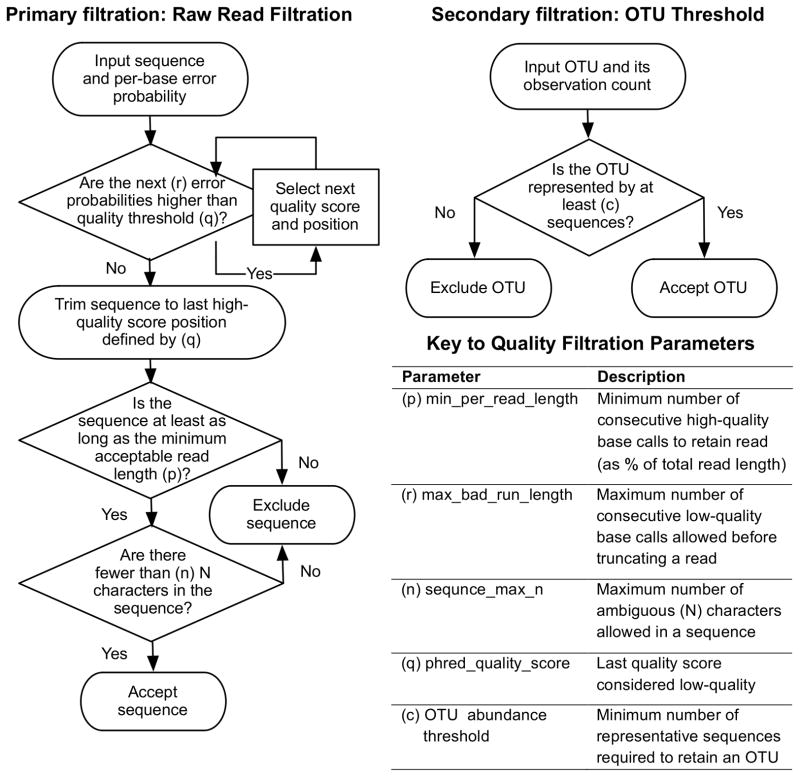 Primary filtration: Raw Read Filtration
Input sequence
and per-base error
probability
Are the next (r) error
probabilities higher than
quality threshold (q)?
Select next
quality score
and position
Yes
No
Trim sequence to last high-
quality score position
defined by (q)
Is the
sequence at least as
long as the minimum
acceptable read
length (p)?
No
Yes
Exclude
sequence
Are there
fewer than (n) N
characters in the
sequence?
No
Yes
Accept
sequence
Secondary filtration: OTU Threshold
Input OTU and its
observation count
Is the OTU
represented by at
least (c)
sequences?
No
Yes
Exclude OTU
Accept OTU
Key to Quality Filtration Parameters
Parameter Description
(p) min_per_read_length Minimum number of
consecutive high-quality
base calls to retain read
(as % of total read length)
(r) max_bad_run_length Maximum number of
consecutive low-quality
base calls allowed before
truncating a read
(n) sequnce_max_n Maximum number of
ambiguous (N) characters
allowed in a sequence
(q) phred_quality_score Last quality score
considered low-quality
(c) OTU abundance Minimum number of
threshold representative sequences
required to retain an OTU